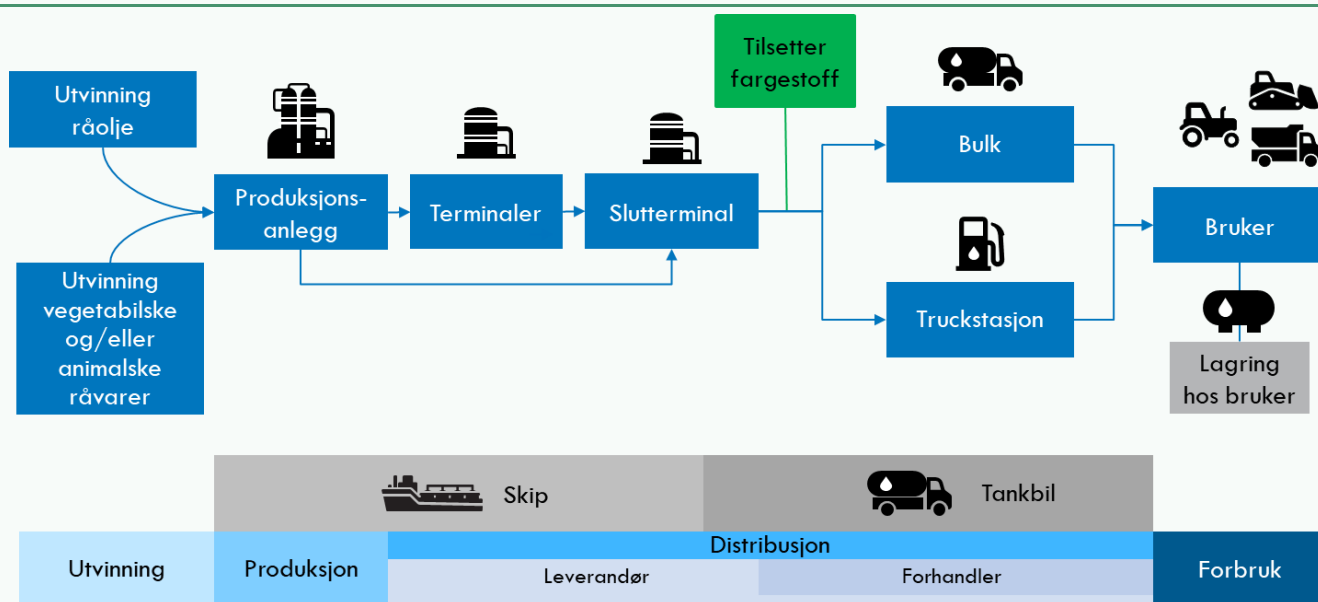 Utvinning
råolje
Utvinning
vegetabilske
og/eller
animalske
råvarer
Produksjons-
anlegg
Terminaler
Slutterminal
Tilsetter
fargestoff
Bulk
Truckstasjon
Bruker
Lagring
hos bruker
Skip
Tankbil
Utvinning
Produksjon
Distribusjon
Leverandør
Forhandler
Forbruk